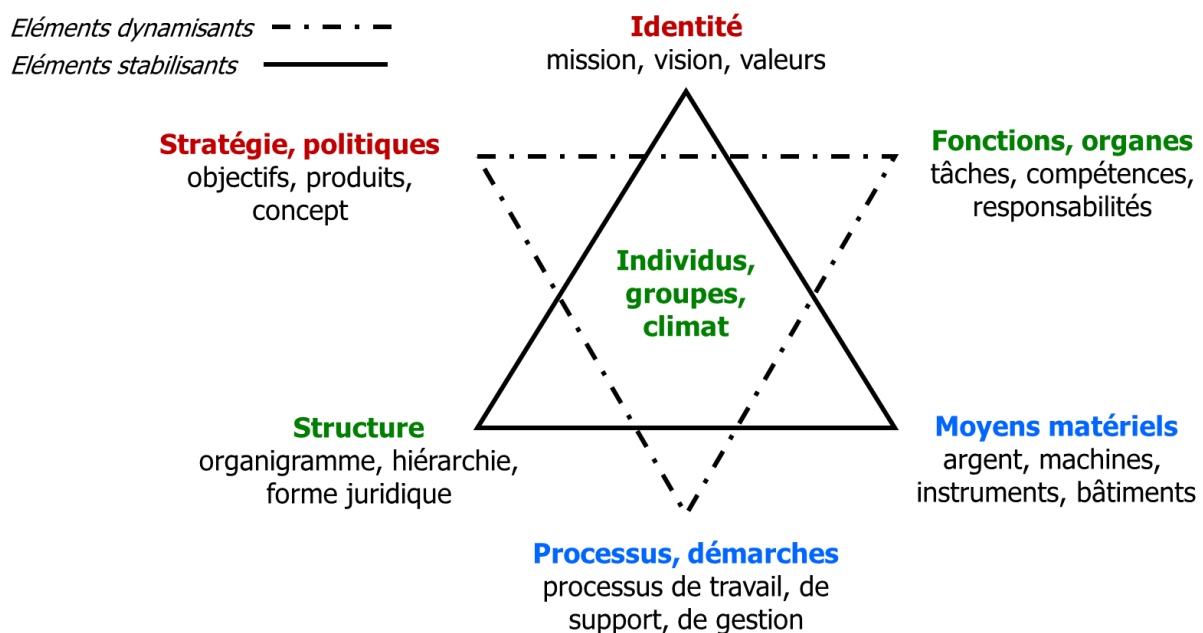 Eléments dynamisants
Eléments stabilisants
Identité
mission, vision, valeurs
Stratégie, politiques
objectifs, produits,
concept
Fonctions, organes
tâches, compétences,
responsabilités
Individus,
groupes,
climat
Structure
organigramme, hiérarchie,
forme juridique
Moyens matériels
argent, machines,
instruments, bâtiments
Processus, démarches
processus de travail, de
support, de gestion